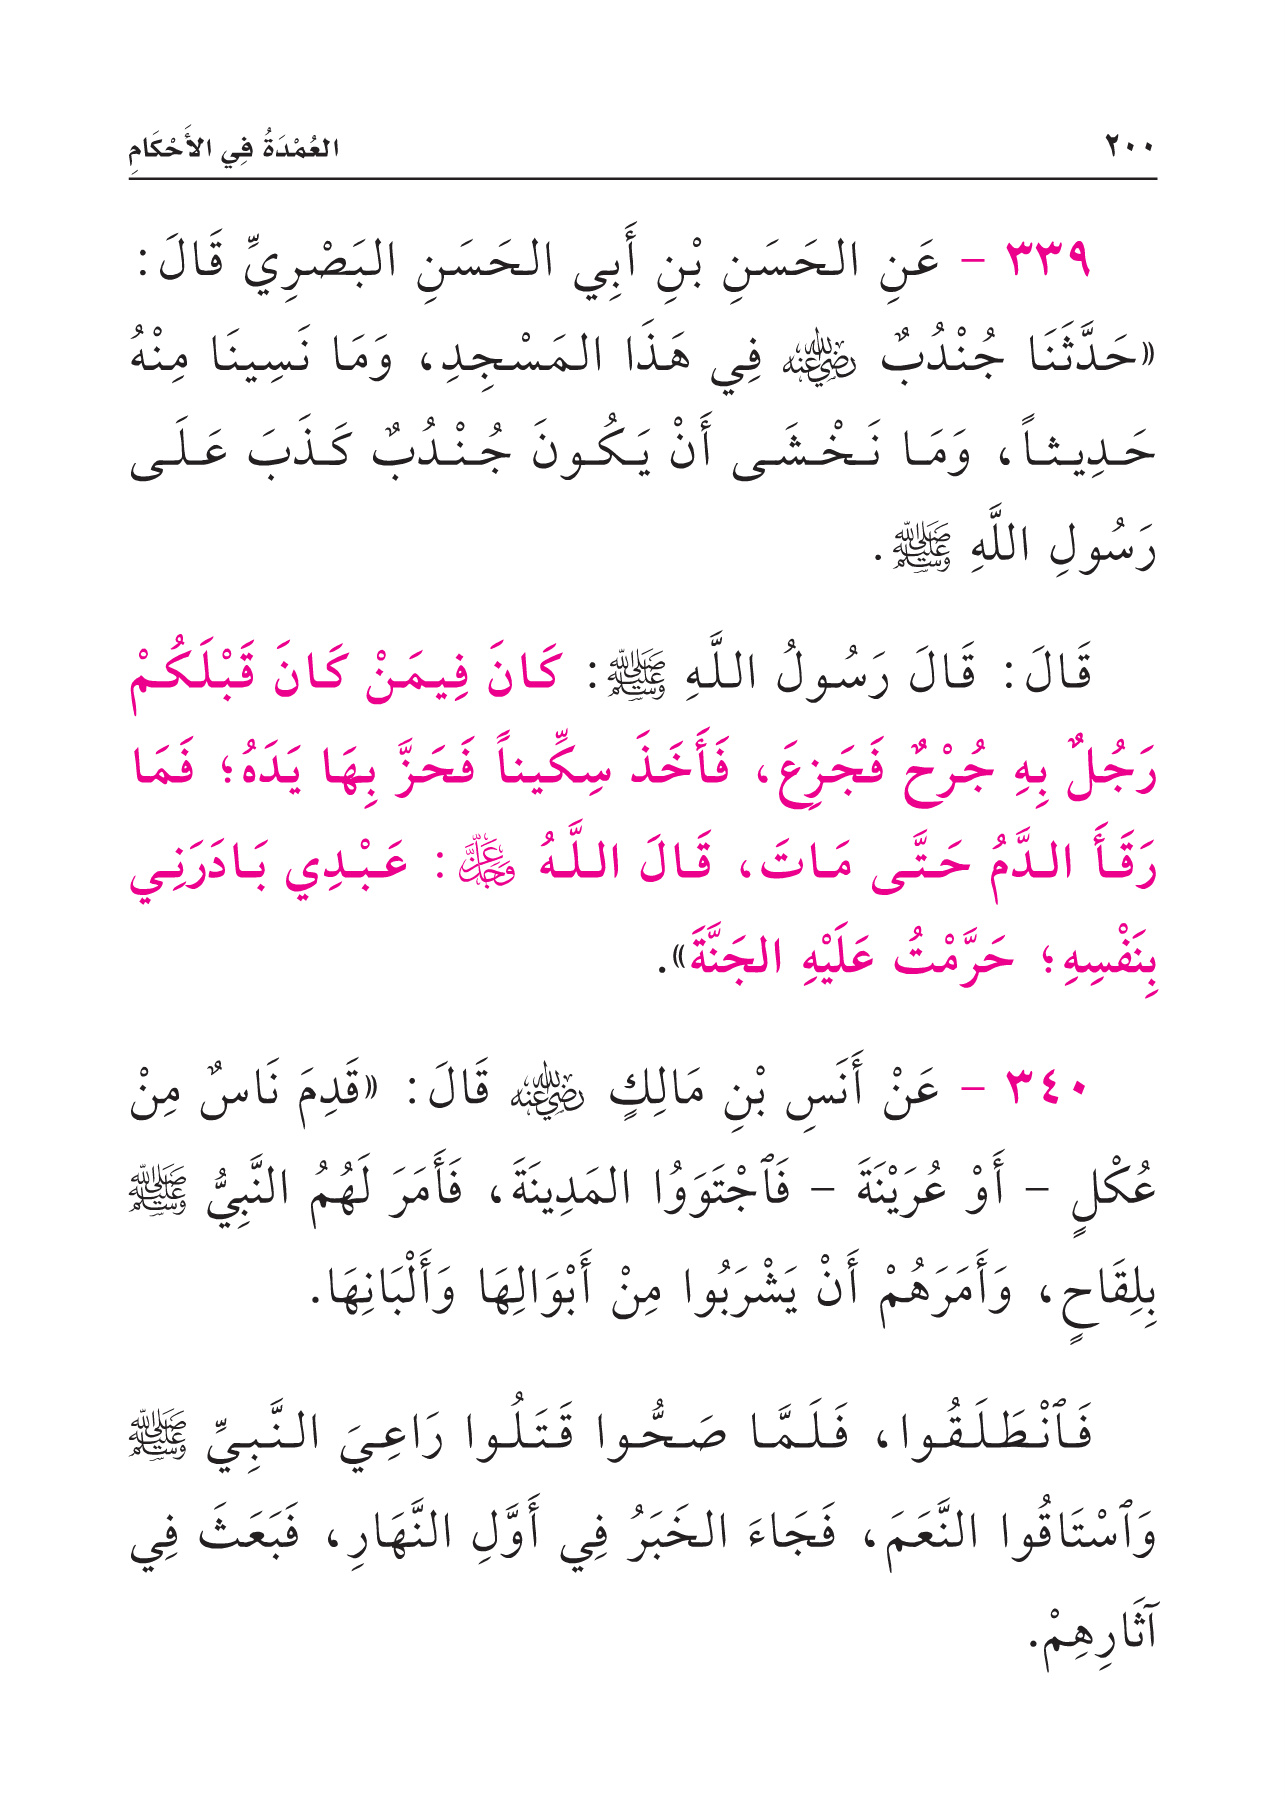 ٢٠٠ العُمْدَةُ فِي الأَحْكَامِ
٣٣٩ - عَنِ الحَسَنِ بْنِ أَبِي الحَسَنِ البَصْرِيِّ قَالَ:
«حَدَّثَنَا جُنْدُبٌ رضي الله عنه فِي هَذَا المَسْجِدِ، وَمَا نَسِينَا مِنْهُ
حَدِيثاً، وَمَا نَخْشَى أَنْ يَكُونَ جُنْدُبٌ كَذَبَ عَلَى
رَسُولِ اللَّهِ ﷺ.
قَالَ: قَالَ رَسُولُ اللَّهِ ﷺ: كَانَ فِيمَنْ كَانَ قَبْلَكُمْ
رَجُلٌ بِهِ جُرْحٌ فَجَزِعَ، فَأَخَذَ سِكِّيناً فَحَزَّ بِهَا يَدَهُ؛ فَمَا
رَقَأَ الدَّمُ حَتَّى مَاتَ، قَالَ اللَّهُ عز وجل: عَبْدِي بَادَرَنِي
بِنَفْسِهِ؛ حَرَّمْتُ عَلَيْهِ الجَنَّةَ».
٣٤٠ - عَنْ أَنَسِ بْنِ مَالِكٍ رضي الله عنه قَالَ: «قَدِمَ نَاسٌ مِنْ
عُكْلٍ - أَوْ عُرَيْنَةَ - فَٱجْتَوَوُا المَدِينَةَ، فَأَمَرَ لَهُمُ النَّبِيُّ ﷺ
بِلِقَاحٍ، وَأَمَرَهُمْ أَنْ يَشْرَبُوا مِنْ أَبْوَالِهَا وَأَلْبَانِهَا.
فَٱنْطَلَقُوا، فَلَمَّا صَحُّوا قَتَلُوا رَاعِيَ النَّبِيِّ ﷺ
وَٱسْتَاقُوا النَّعَمَ، فَجَاءَ الخَبَرُ فِي أَوَّلِ النَّهَارِ، فَبَعَثَ فِي
آثَارِهِمْ.